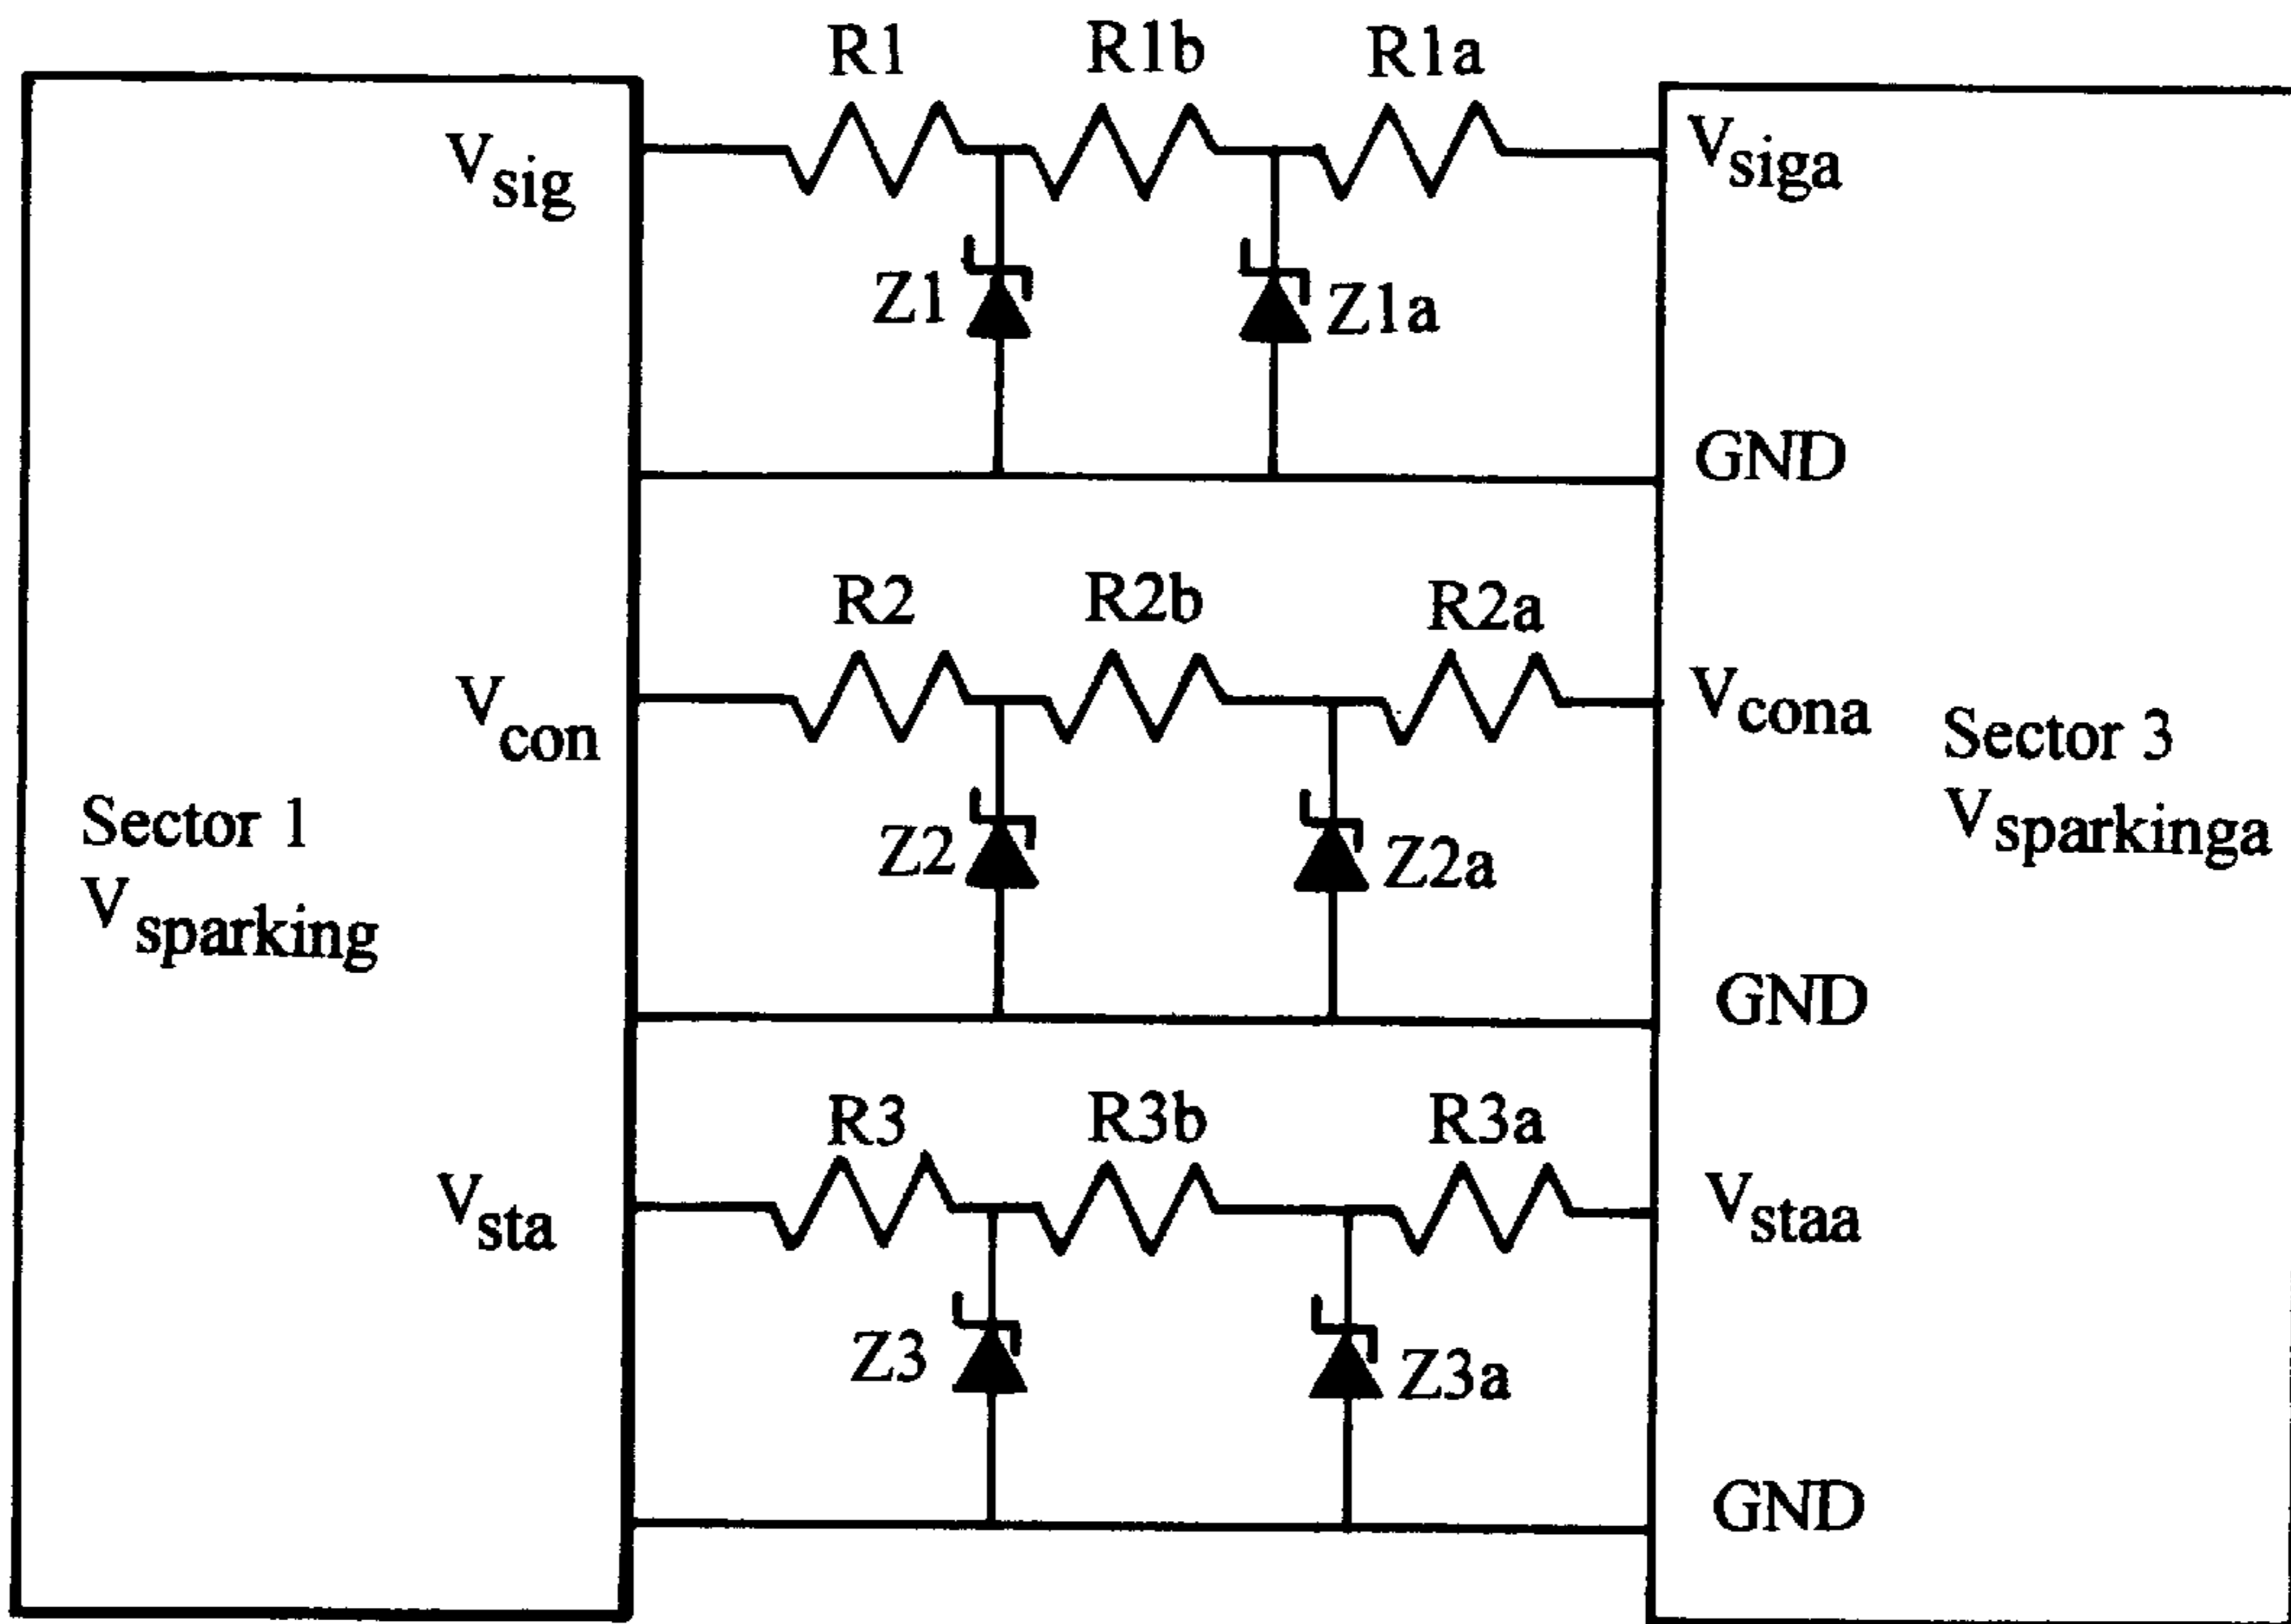 R1 R1b R1a
Vsig Vsiga
Z1 Z1a
GND
R2 R2b R2a
Vcon Vcona
Sector 3
Vsparkinga
Sector 1
Vsparking
Z2 Z2a
GND
R3 R3b R3a
Vsta Vstaa
Z3 Z3a
GND